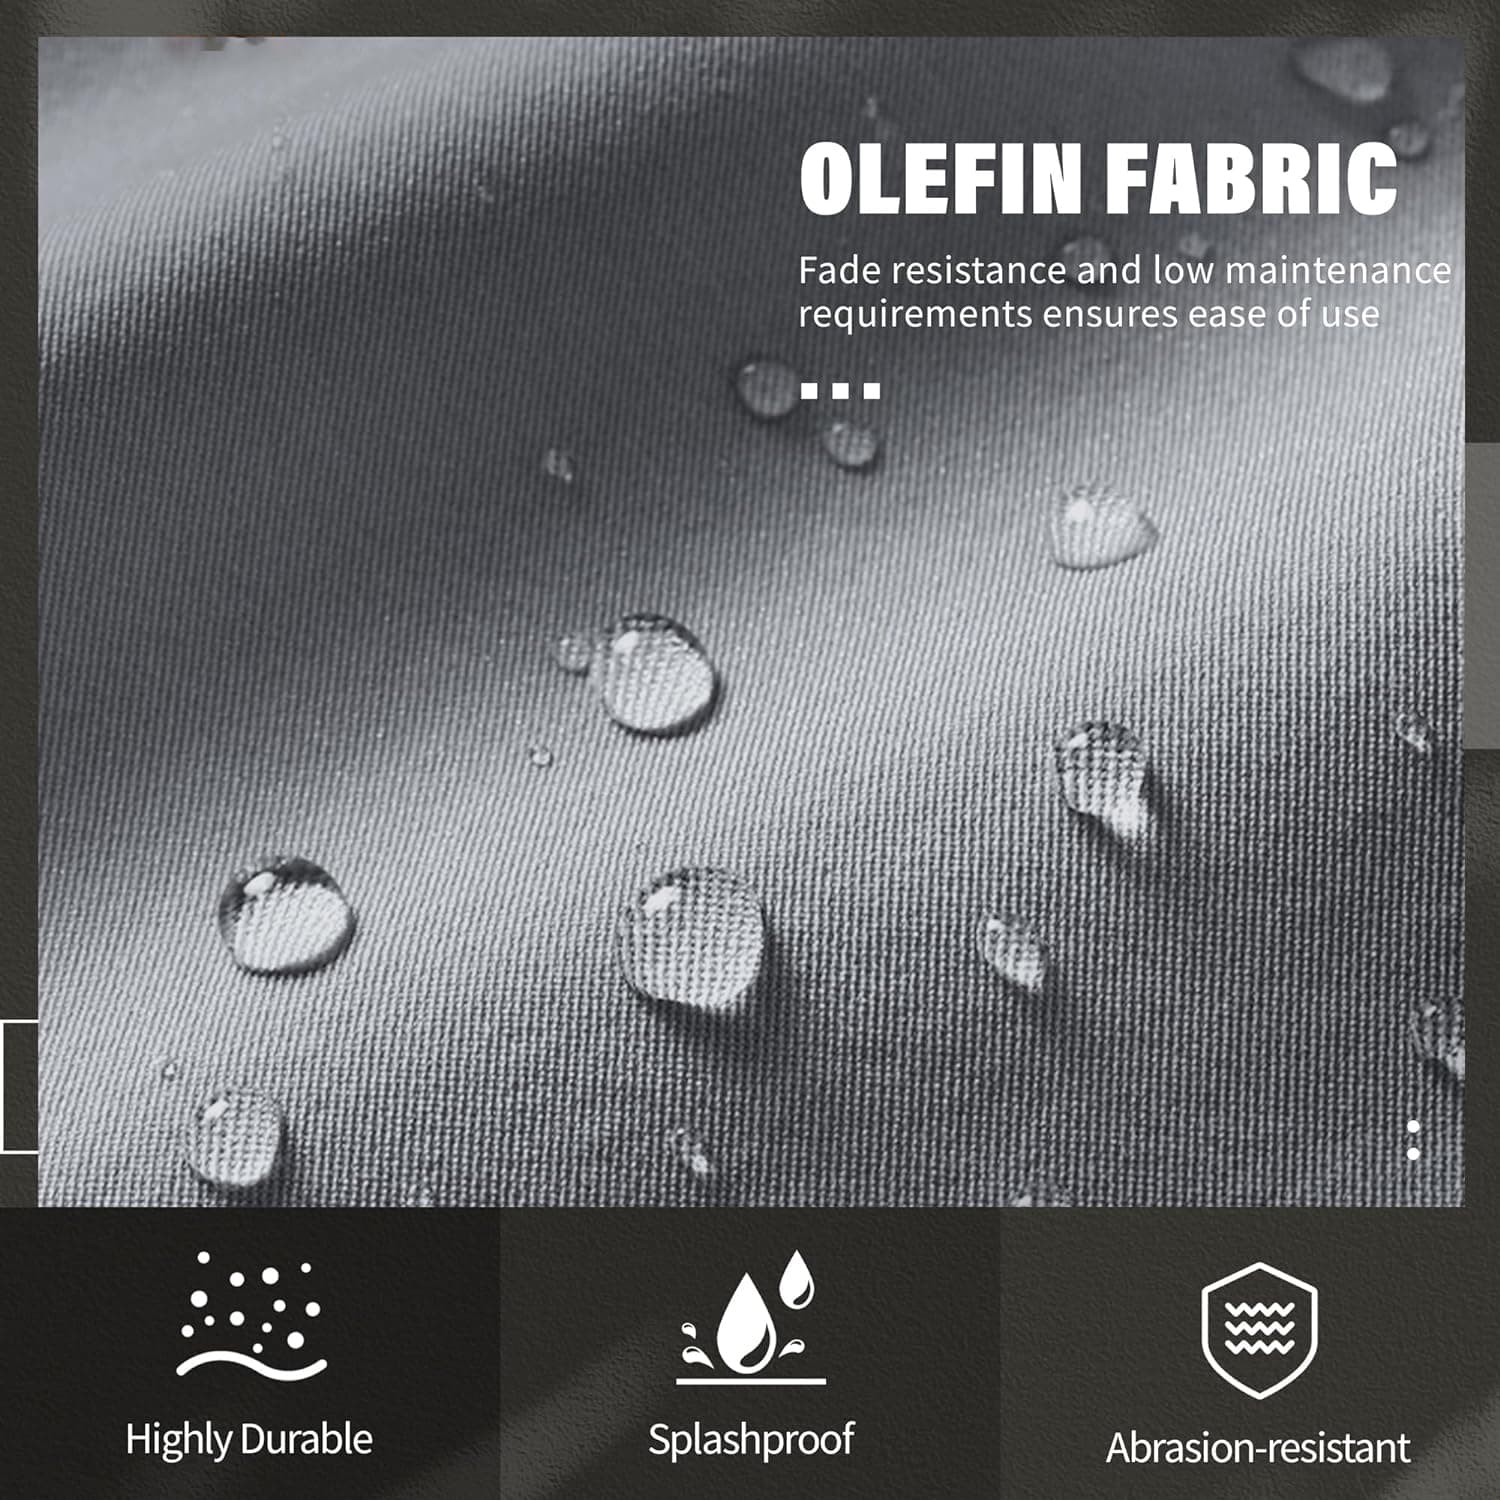 OLEFIN FABRIC
Fade resistance and low maintenance
requirements ensures ease of use
Highly Durable
Splashproof
Abrasion-resistant